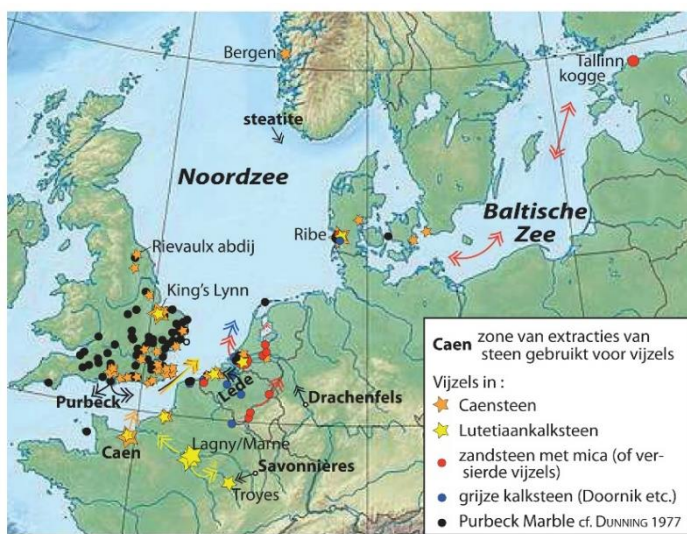 Bergen
Tallinn
kogge
steatite
Noordzee
Ribe
Baltische
Zee
Rievaulx abdij
King's Lynn
Purbeck
Lede
Drachenfels
Caen
Lagny/Marne
Savonnières
Troyes
Caen zone van extracties van
steen gebruikt voor vijzels
Vijzels in :
Caensteen
Lutetiaankalksteen
zandsteen met mica (of ver-
sierde vijzels)
grijze kalksteen (Doornik etc.)
Purbeck Marble cf. DUNNING 1977